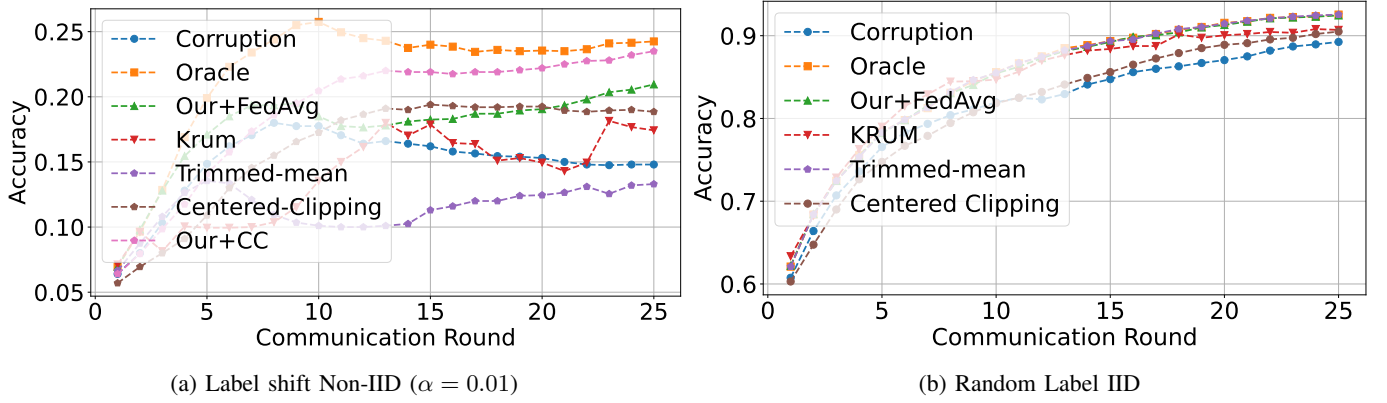 0.25
0.20
0.15
0.10
0.05
Accuracy
Corruption
Oracle
Our+FedAvg
Krum
Trimmed-mean
Centered-Clipping
Our+CC
0 5 10 15 20 25
Communication Round
(a) Label shift Non-IID (α = 0.01)
0.9
0.8
0.7
0.6
Accuracy
Corruption
Oracle
Our+FedAvg
KRUM
Trimmed-mean
Centered Clipping
0 5 10 15 20 25
Communication Round
(b) Random Label IID